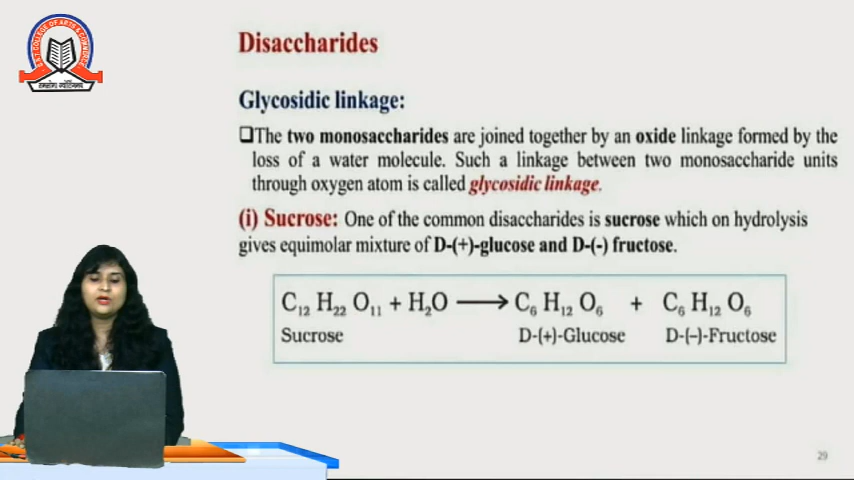 Disaccharides
Glycosidic linkage:
❑The two monosaccharides are joined together by an oxide linkage formed by the
loss of a water molecule. Such a linkage between two monosaccharide units
through oxygen atom is called glycosidic linkage.
(i) Sucrose: One of the common disaccharides is sucrose which on hydrolysis
gives equimolar mixture of D-(+)-glucose and D-(-) fructose.
C₁₂ H₂₂ O₁₁ + H₂O ⟶ C₆ H₁₂ O₆ + C₆ H₁₂ O₆
Sucrose D-(+)-Glucose D-(–)-Fructose
29